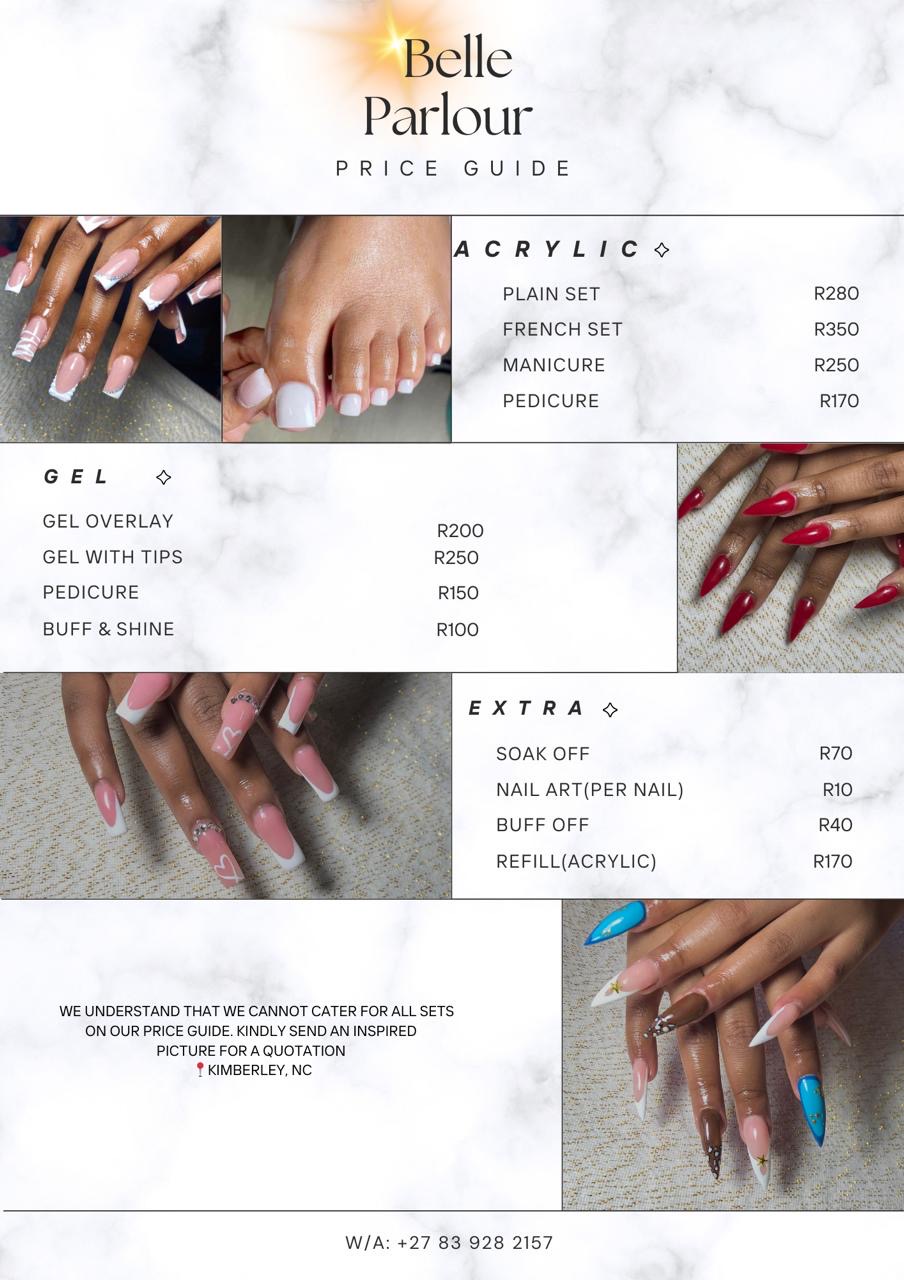 Belle
Parlour
PRICE GUIDE
ACRYLIC
PLAIN SET R280
FRENCH SET R350
MANICURE R250
PEDICURE R170
GEL
GEL OVERLAY R200
GEL WITH TIPS R250
PEDICURE R150
BUFF & SHINE R100
EXTRA
SOAK OFF R70
NAIL ART(PER NAIL) R10
BUFF OFF R40
REFILL(ACRYLIC) R170
WE UNDERSTAND THAT WE CANNOT CATER FOR ALL SETS
ON OUR PRICE GUIDE. KINDLY SEND AN INSPIRED
PICTURE FOR A QUOTATION
📍KIMBERLEY, NC
W/A: +27 83 928 2157